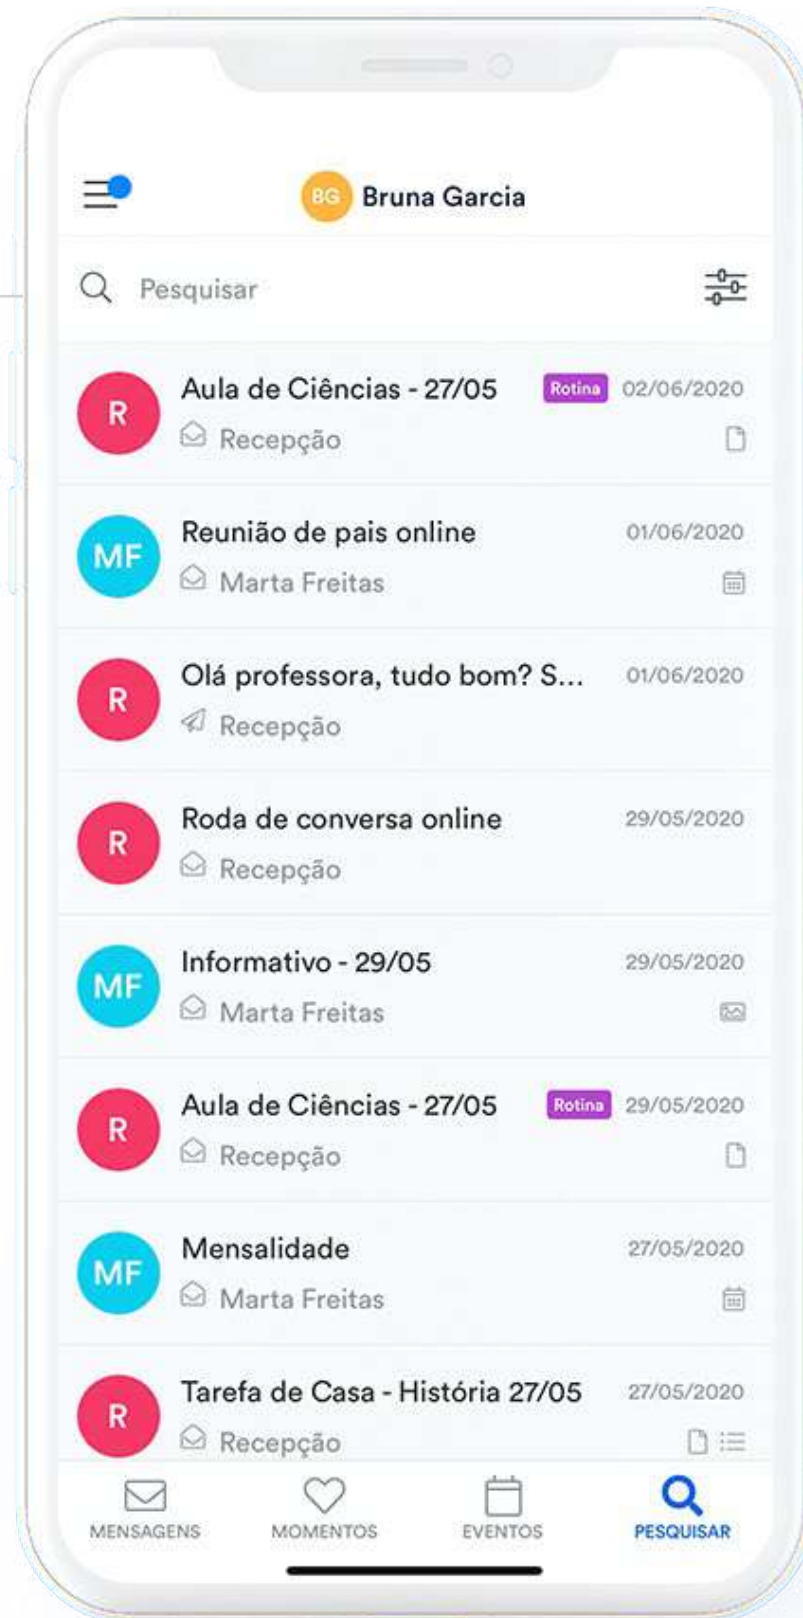 BG Bruna Garcia
Pesquisar
R Aula de Ciências - 27/05 Rotina 02/06/2020
Recepção
MF Reunião de pais online 01/06/2020
Marta Freitas
R Olá professora, tudo bom? S... 01/06/2020
Recepção
R Roda de conversa online 29/05/2020
Recepção
MF Informativo - 29/05 29/05/2020
Marta Freitas
R Aula de Ciências - 27/05 Rotina 29/05/2020
Recepção
MF Mensalidade 27/05/2020
Marta Freitas
R Tarefa de Casa - História 27/05 27/05/2020
Recepção
MENSAGENS MOMENTOS EVENTOS PESQUISAR